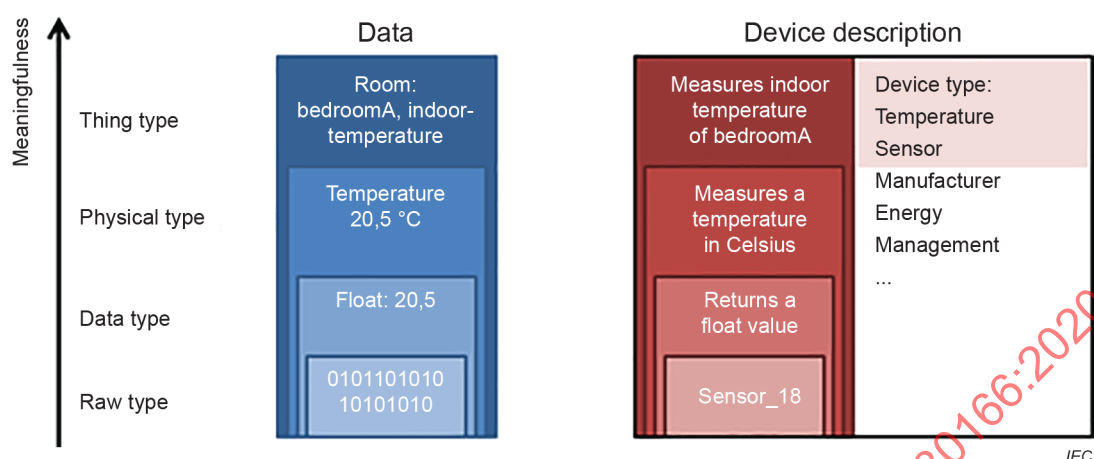 Meaningfulness
Data
Device description
Thing type
Room:
bedroomA, indoor-
temperature
Measures indoor
temperature
of bedroomA
Device type:
Temperature
Sensor
Manufacturer
Energy
Management
...
Physical type
Temperature
20,5 °C
Measures a
temperature
in Celsius
Data type
Float: 20,5
Returns a
float value
Raw type
0101101010
10101010
Sensor_18
30166:2020
IEC